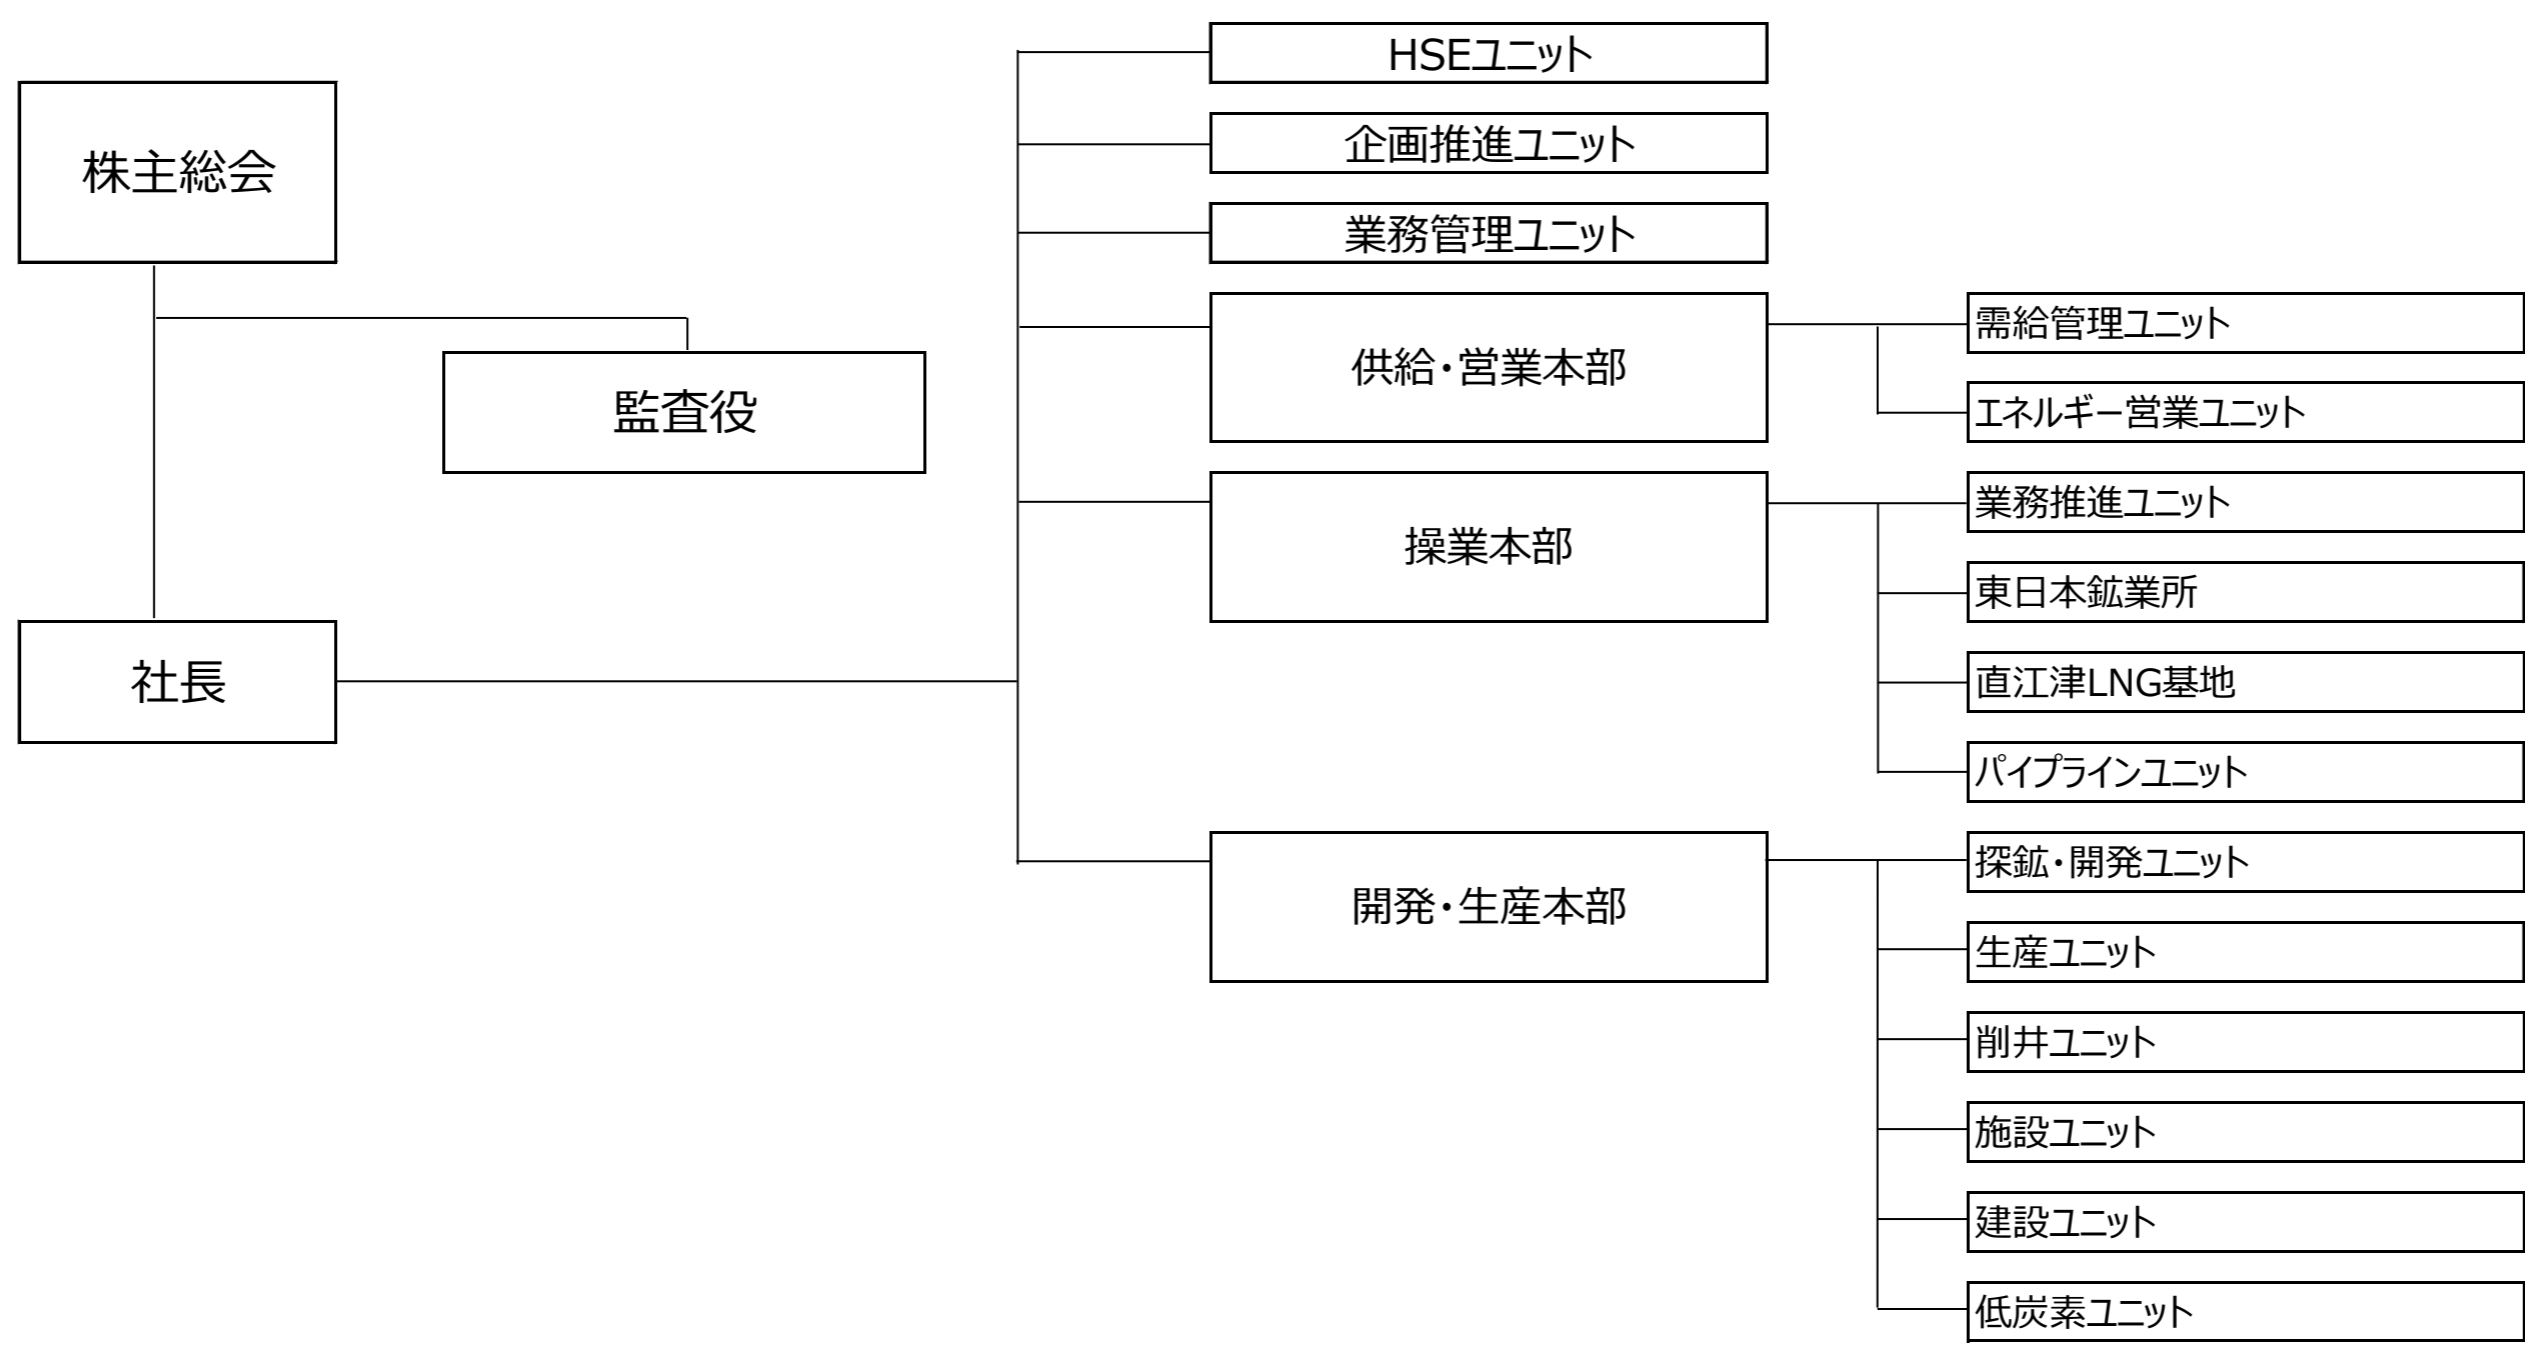 株主総会
監査役
社長
HSEユニット
企画推進ユニット
業務管理ユニット
供給・営業本部
需給管理ユニット
エネルギー営業ユニット
操業本部
業務推進ユニット
東日本鉱業所
直江津LNG基地
パイプラインユニット
開発・生産本部
探鉱・開発ユニット
生産ユニット
削井ユニット
施設ユニット
建設ユニット
低炭素ユニット